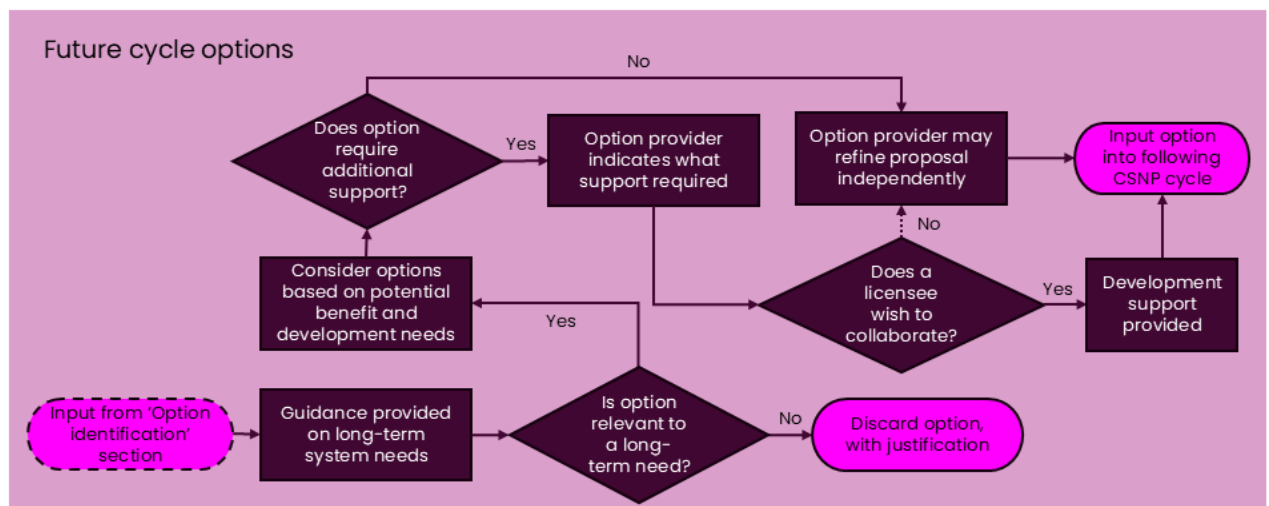 Future cycle options
No
Does option
require
additional
support?
Yes
Option provider
indicates what
support required
Option provider may
refine proposal
independently
Input option
into following
CSNP cycle
No
Consider options
based on potential
benefit and
development needs
Yes
Does a
licensee
wish to
collaborate?
Yes
Development
support
provided
Input from ‘Option
identification’
section
Guidance provided
on long-term
system needs
Is option
relevant to
a long-
term need?
No
Discard option,
with justification